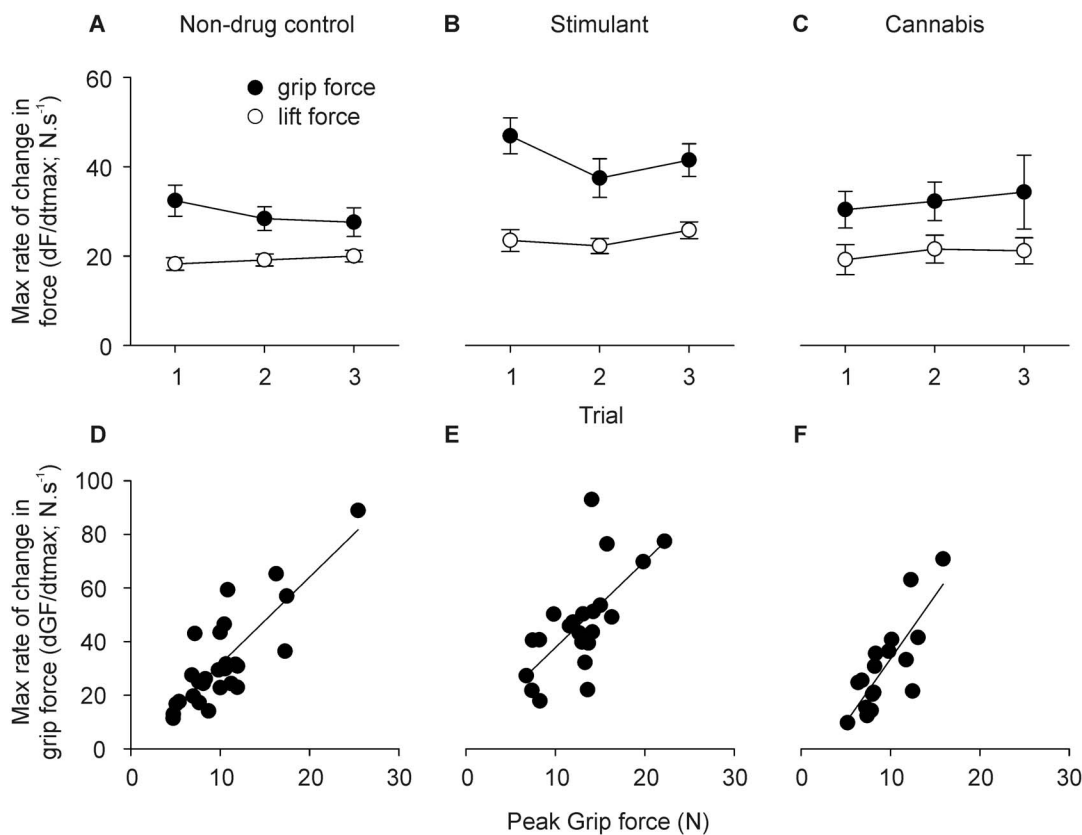 A Non-drug control
B Stimulant
C Cannabis
Max rate of change in
force (dF/dtmax; N.s-1)
60
40
20
0
grip force
lift force
1 2 3
1 2 3
1 2 3
Trial
D
E
F
Max rate of change in
grip force (dGF/dtmax; N.s-1)
100
80
60
40
20
0
0 10 20 30
0 10 20 30
0 10 20 30
Peak Grip force (N)